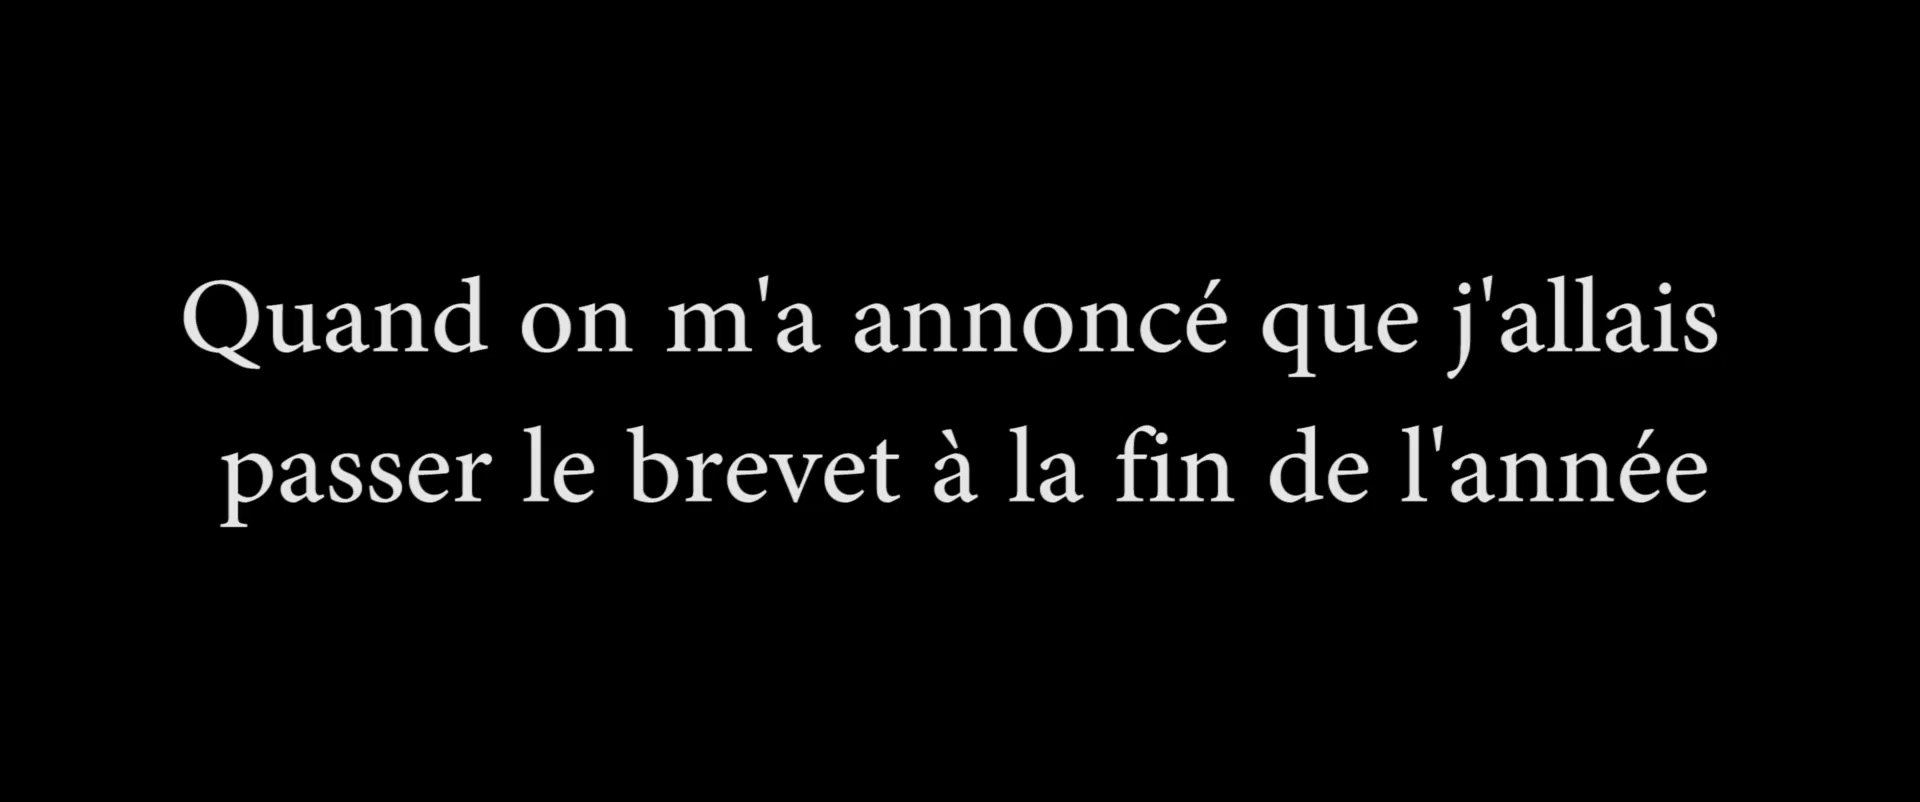 Quand on m'a annoncé que j'allais
passer le brevet à la fin de l'année